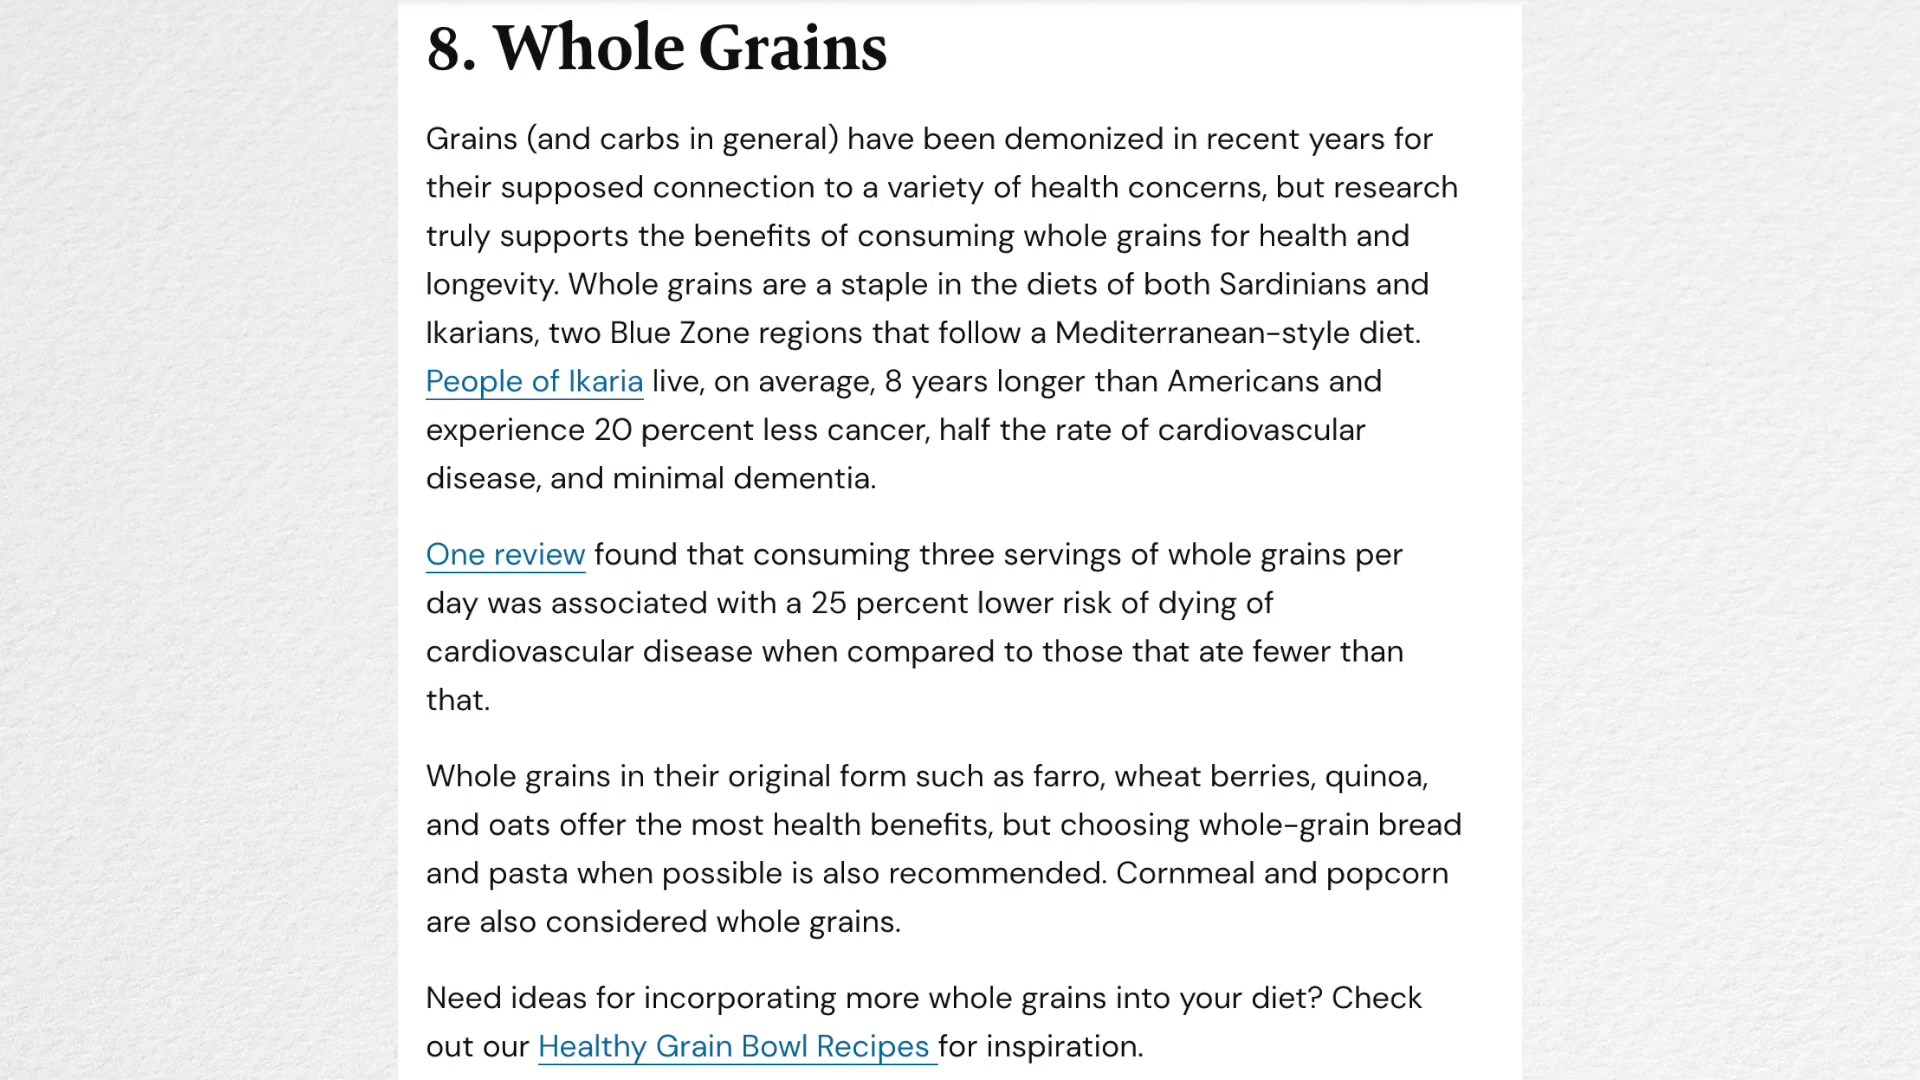 8. Whole Grains
Grains (and carbs in general) have been demonized in recent years for
their supposed connection to a variety of health concerns, but research
truly supports the benefits of consuming whole grains for health and
longevity. Whole grains are a staple in the diets of both Sardinians and
Ikarians, two Blue Zone regions that follow a Mediterranean-style diet.
People of Ikaria live, on average, 8 years longer than Americans and
experience 20 percent less cancer, half the rate of cardiovascular
disease, and minimal dementia.
One review found that consuming three servings of whole grains per
day was associated with a 25 percent lower risk of dying of
cardiovascular disease when compared to those that ate fewer than
that.
Whole grains in their original form such as farro, wheat berries, quinoa,
and oats offer the most health benefits, but choosing whole-grain bread
and pasta when possible is also recommended. Cornmeal and popcorn
are also considered whole grains.
Need ideas for incorporating more whole grains into your diet? Check
out our Healthy Grain Bowl Recipes for inspiration.